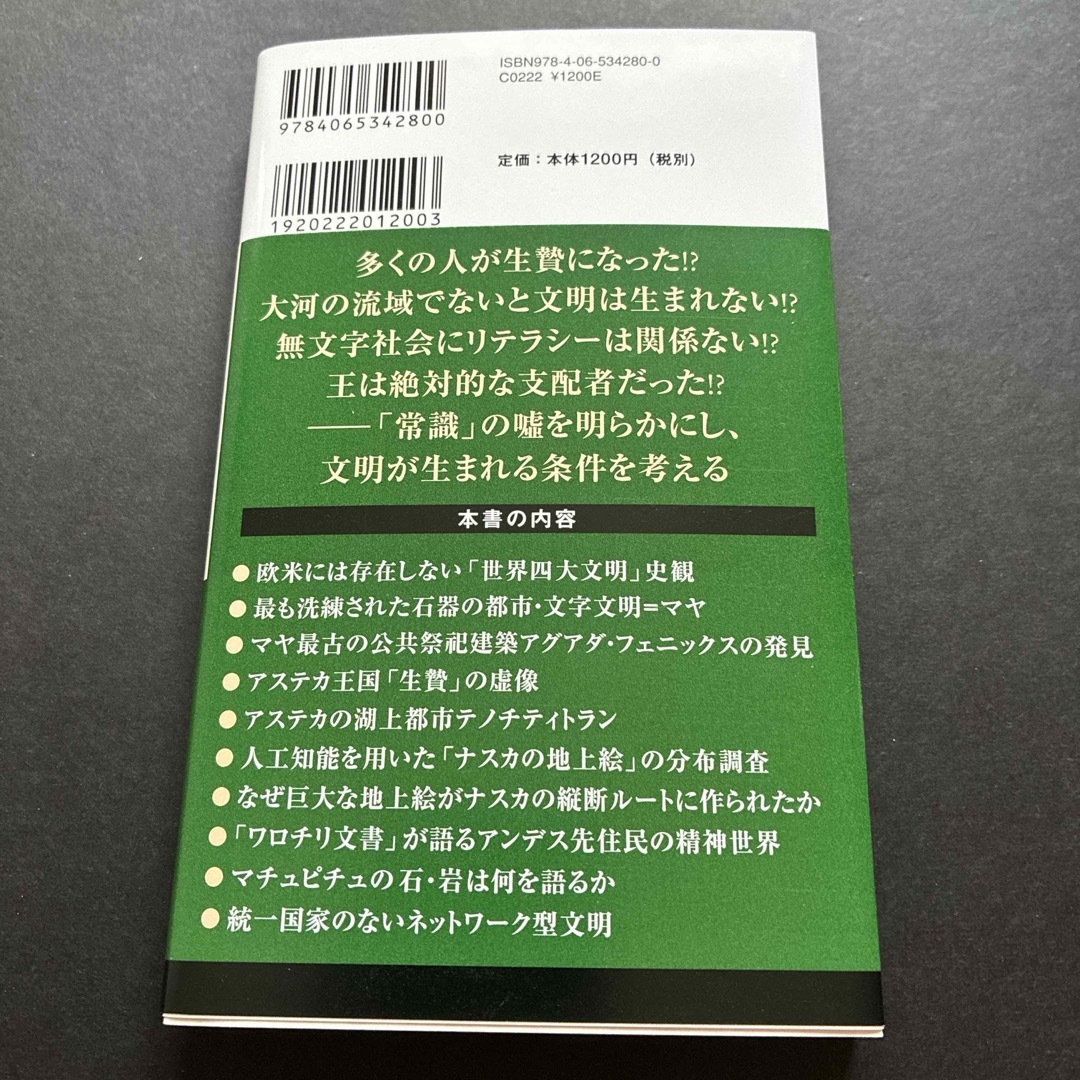 ISBN978-4-06-534280-0
C0222 ¥1200E
9784065342800
定価：本体1200円（税別）
1920222012003
多くの人が生贄になった!?
大河の流域でないと文明は生まれない!?
無文字社会にリテラシーは関係ない!?
王は絶対的な支配者だった!?
――「常識」の嘘を明らかにし、
文明が生まれる条件を考える
本書の内容
●欧米には存在しない「世界四大文明」史観
●最も洗練された石器の都市・文字文明＝マヤ
●マヤ最古の公共祭祀建築アグアダ・フェニックスの発見
●アステカ王国「生贄」の虚像
●アステカの湖上都市テノチティトラン
●人工知能を用いた「ナスカの地上絵」の分布調査
●なぜ巨大な地上絵がナスカの縦断ルートに作られたか
●「ワロチリ文書」が語るアンデス先住民の精神世界
●マチュピチュの石・岩は何を語るか
●統一国家のないネットワーク型文明